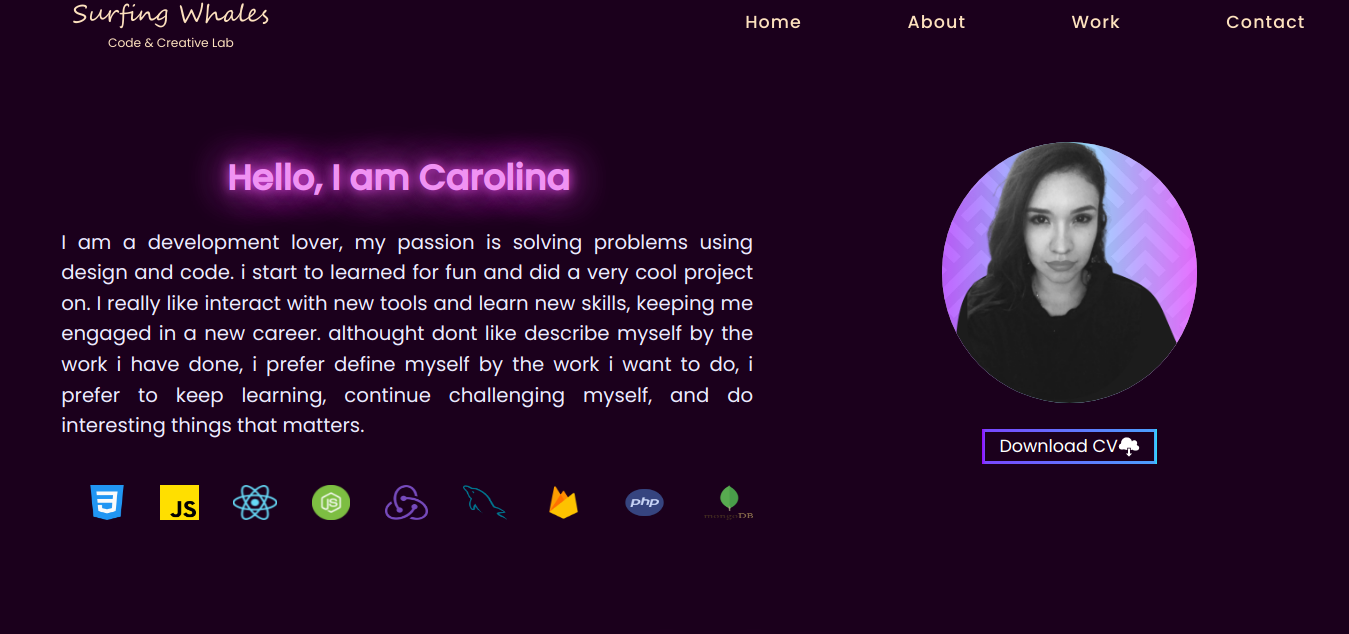 Surfing Whales
Code & Creative Lab
Home
About
Work
Contact
Hello, I am Carolina
I am a development lover, my passion is solving problems using
design and code. i start to learned for fun and did a very cool project
on. I really like interact with new tools and learn new skills, keeping me
engaged in a new career. althought dont like describe myself by the
work i have done, i prefer define myself by the work i want to do, i
prefer to keep learning, continue challenging myself, and do
interesting things that matters.
Download CV
JS
JS
php
mongoDB